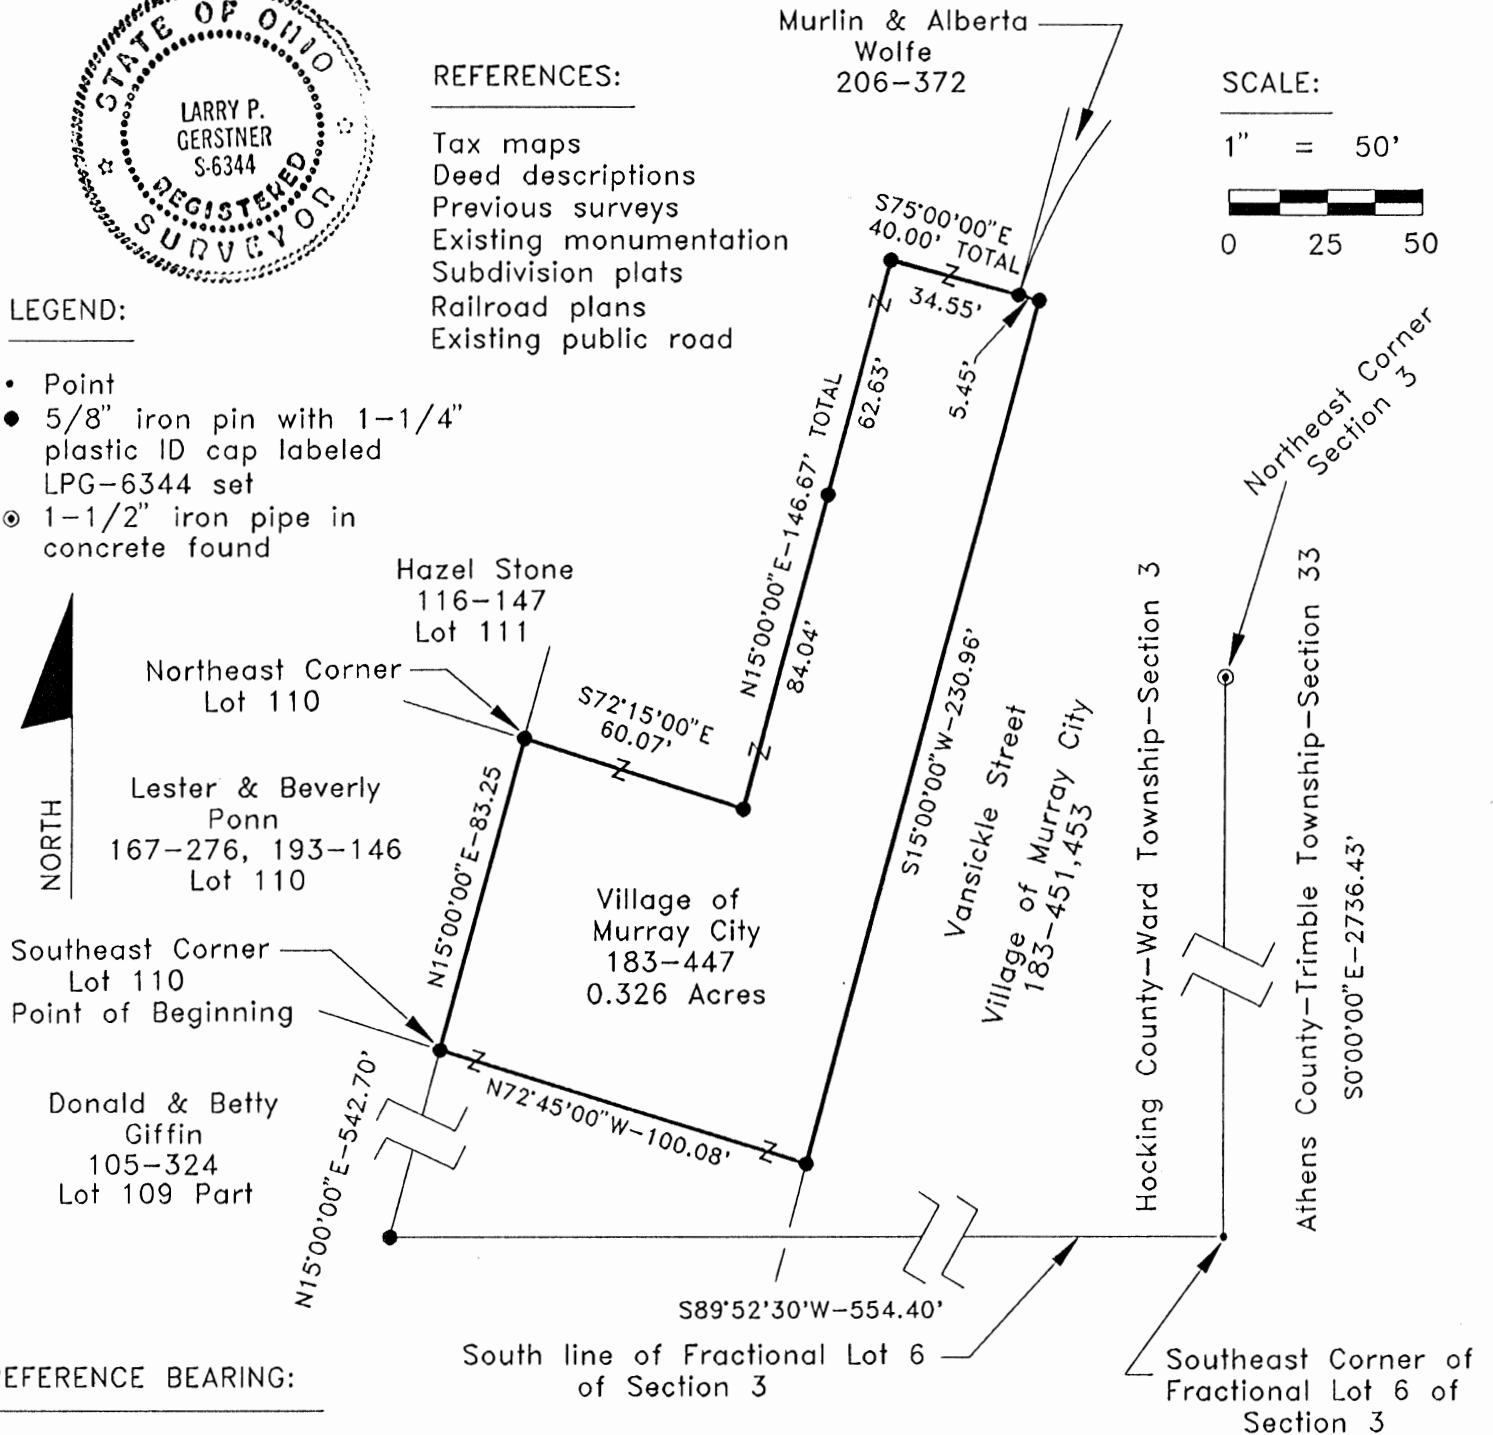 STATE OF OHIO
LARRY P.
GERSTNER
S-6344
REGISTERED
SURVEYOR
REFERENCES:
Tax maps
Deed descriptions
Previous surveys
Existing monumentation
Subdivision plats
Railroad plans
Existing public road
Murlin & Alberta
Wolfe
206-372
SCALE:
1" = 50'
0 25 50
LEGEND:
Point
5/8" iron pin with 1-1/4"
plastic ID cap labeled
LPG-6344 set
1-1/2" iron pipe in
concrete found
S75°00'00"E
40.00' TOTAL
34.55'
5.45'
62.63'
N15°00'00"E-146.67' TOTAL
84.04'
Northeast Corner
Section 3
Hazel Stone
116-147
Lot 111
Northeast Corner
Lot 110
S72°15'00"E
60.07'
NORTH
Lester & Beverly
Ponn
167-276, 193-146
Lot 110
N15°00'00"E-83.25
Village of
Murray City
183-447
0.326 Acres
S15°00'00"W-230.96'
Vansickle Street
Village of Murray City
183-451,453
Hocking County-Ward Township-Section 3
Athens County-Trimble Township-Section 33
S0°00'00"E-2736.43'
Southeast Corner
Lot 110
Point of Beginning
N72°45'00"W-100.08'
Donald & Betty
Giffin
105-324
Lot 109 Part
N15°00'00"E-542.70'
S89°52'30'W-554.40'
South line of Fractional Lot 6
of Section 3
Southeast Corner of
Fractional Lot 6 of
Section 3
EFERENCE BEARING: